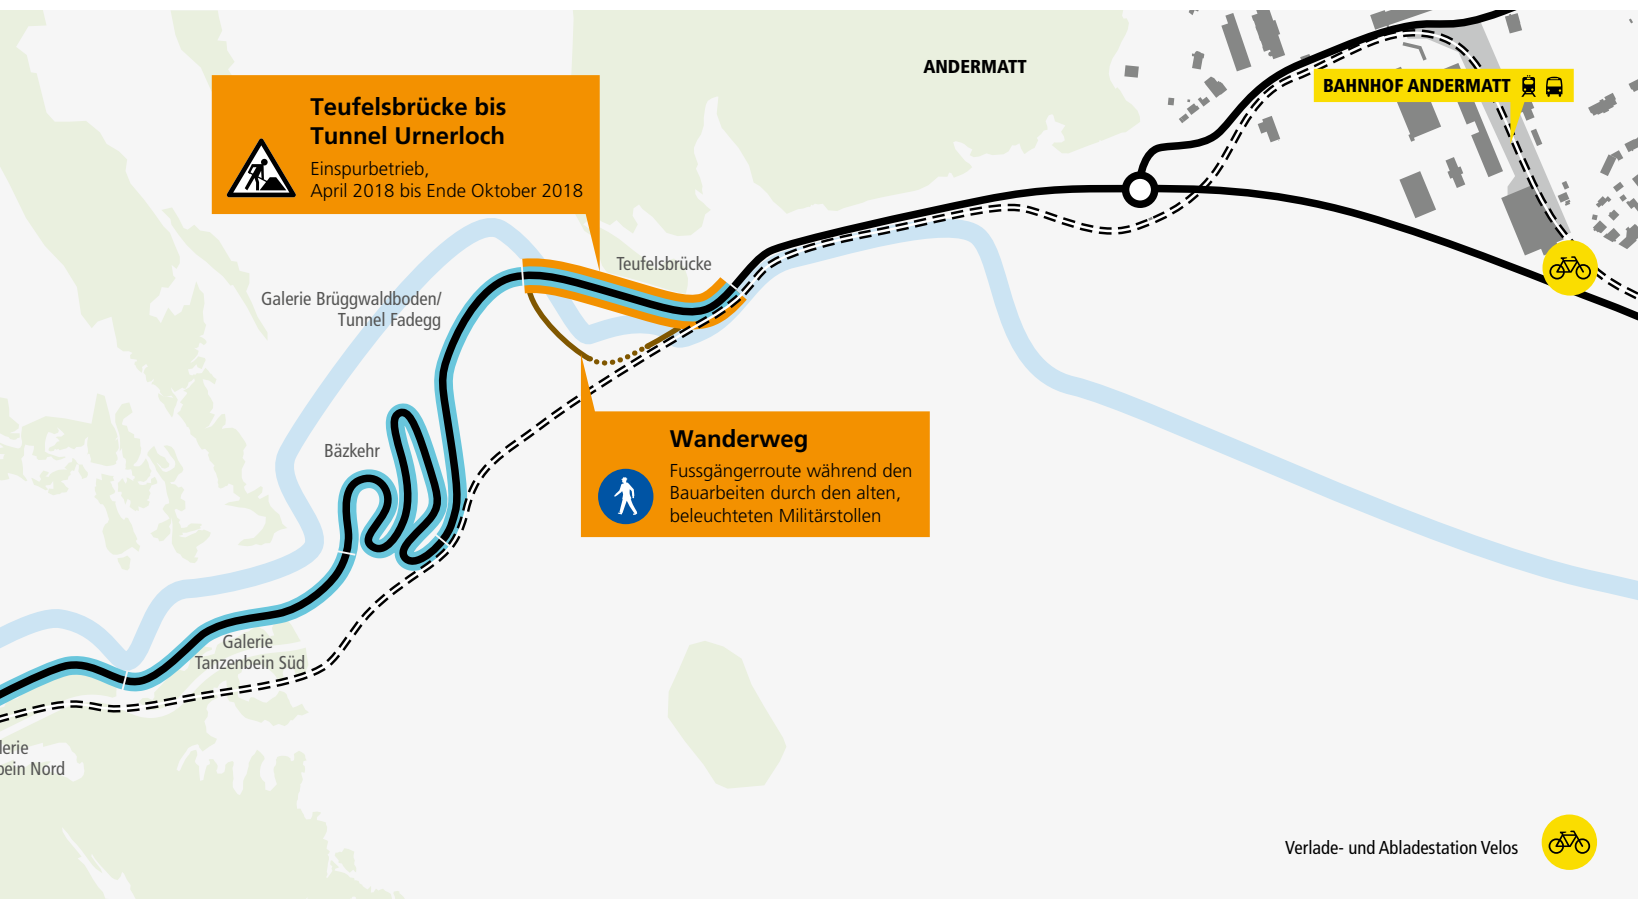 ANDERMATT
BAHNHOF ANDERMATT
Teufelsbrücke bis
Tunnel Urnerloch
Einspurbetrieb,
April 2018 bis Ende Oktober 2018
Teufelsbrücke
Galerie Brüggwaldboden/
Tunnel Fadegg
Bäzkehr
Wanderweg
Fussgängerroute während den
Bauarbeiten durch den alten,
beleuchteten Militärstollen
Galerie
Tanzenbein Süd
lerie
bein Nord
Verlade- und Abladestation Velos